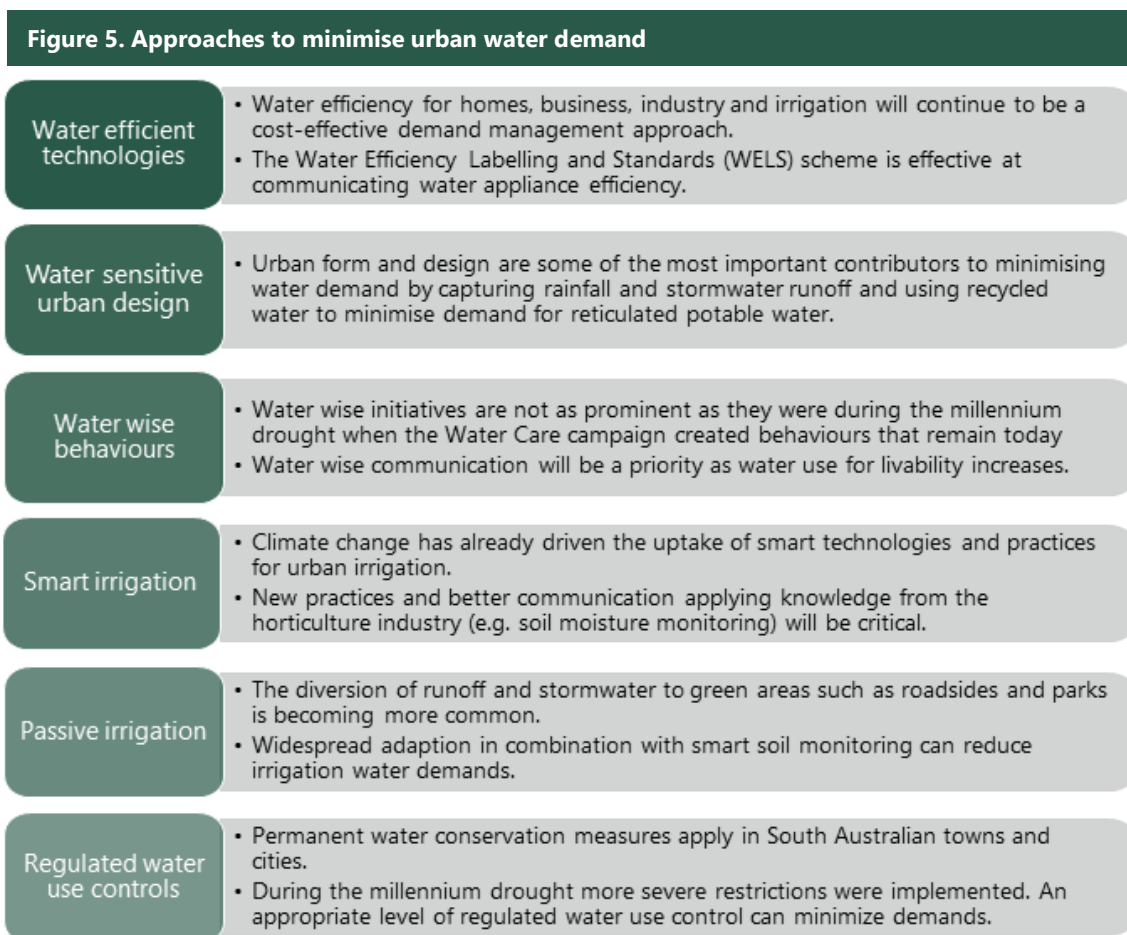 Figure 5. Approaches to minimise urban water demand
Water efficient
technologies
• Water efficiency for homes, business, industry and irrigation will continue to be a
cost-effective demand management approach.
• The Water Efficiency Labelling and Standards (WELS) scheme is effective at
communicating water appliance efficiency.
Water sensitive
urban design
• Urban form and design are some of the most important contributors to minimising
water demand by capturing rainfall and stormwater runoff and using recycled
water to minimise demand for reticulated potable water.
Water wise
behaviours
• Water wise initiatives are not as prominent as they were during the millennium
drought when the Water Care campaign created behaviours that remain today
• Water wise communication will be a priority as water use for livability increases.
Smart irrigation
• Climate change has already driven the uptake of smart technologies and practices
for urban irrigation.
• New practices and better communication applying knowledge from the
horticulture industry (e.g. soil moisture monitoring) will be critical.
Passive irrigation
• The diversion of runoff and stormwater to green areas such as roadsides and parks
is becoming more common.
• Widespread adaption in combination with smart soil monitoring can reduce
irrigation water demands.
Regulated water
use controls
• Permanent water conservation measures apply in South Australian towns and
cities.
• During the millennium drought more severe restrictions were implemented. An
appropriate level of regulated water use control can minimize demands.